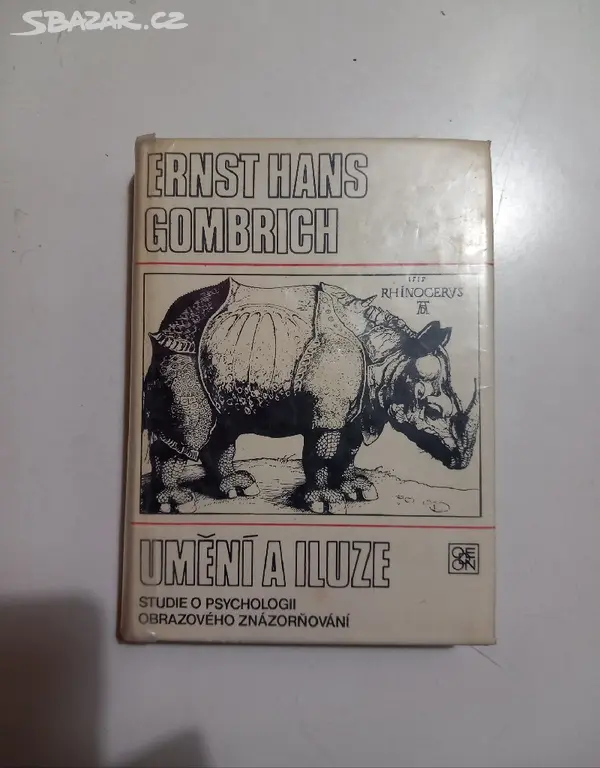 SBAZAR.CZ
ERNST HANS
GOMBRICH
1515
RHINOCERVS
AD
UMĚNÍ A ILUZE
ODEON
STUDIE O PSYCHOLOGII
OBRAZOVÉHO ZNÁZORŇOVÁNÍ